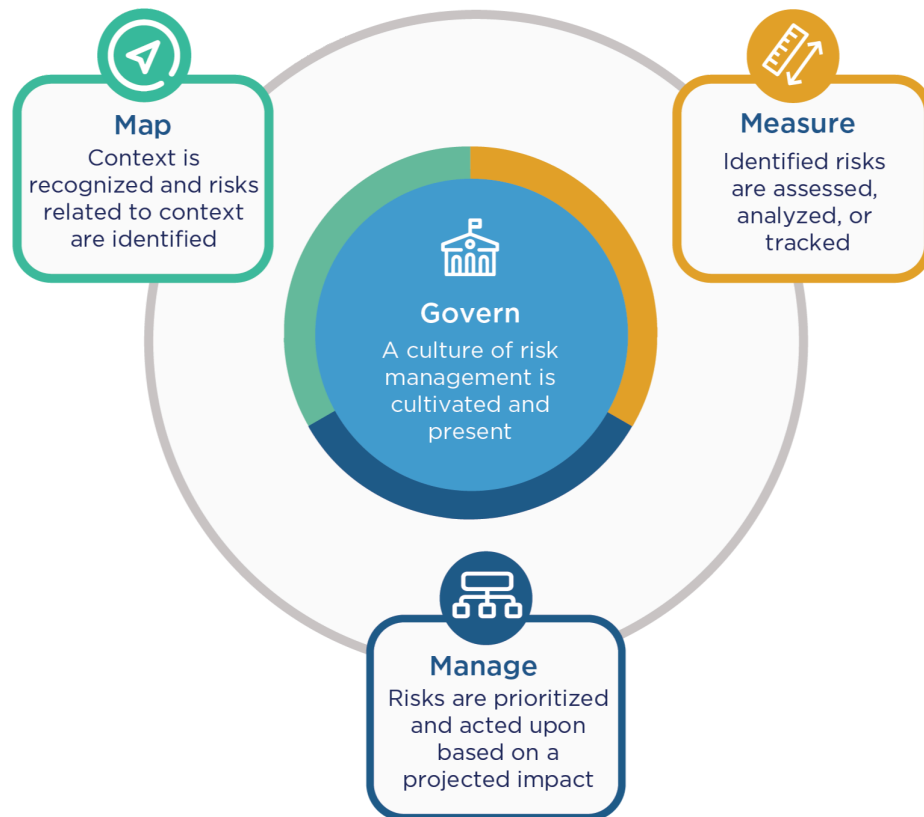 Map
Context is
recognized and risks
related to context
are identified
Measure
Identified risks
are assessed,
analyzed, or
tracked
Govern
A culture of risk
management is
cultivated and
present
Manage
Risks are prioritized
and acted upon
based on a
projected impact